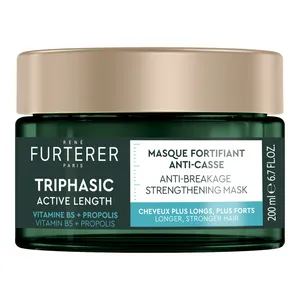 RENE
FURTERER
PARIS
TRIPHASIC
ACTIVE LENGTH
VITAMINE B5 + PROPOLIS
VITAMIN B5 + PROPOLIS
MASQUE FORTIFIANT
ANTI-CASSE
ANTI-BREAKAGE
STRENGTHENING MASK
CHEVEUX PLUS LONGS, PLUS FORTS
LONGER, STRONGER HAIR
200 ml ℮ 6.7 FL.OZ.